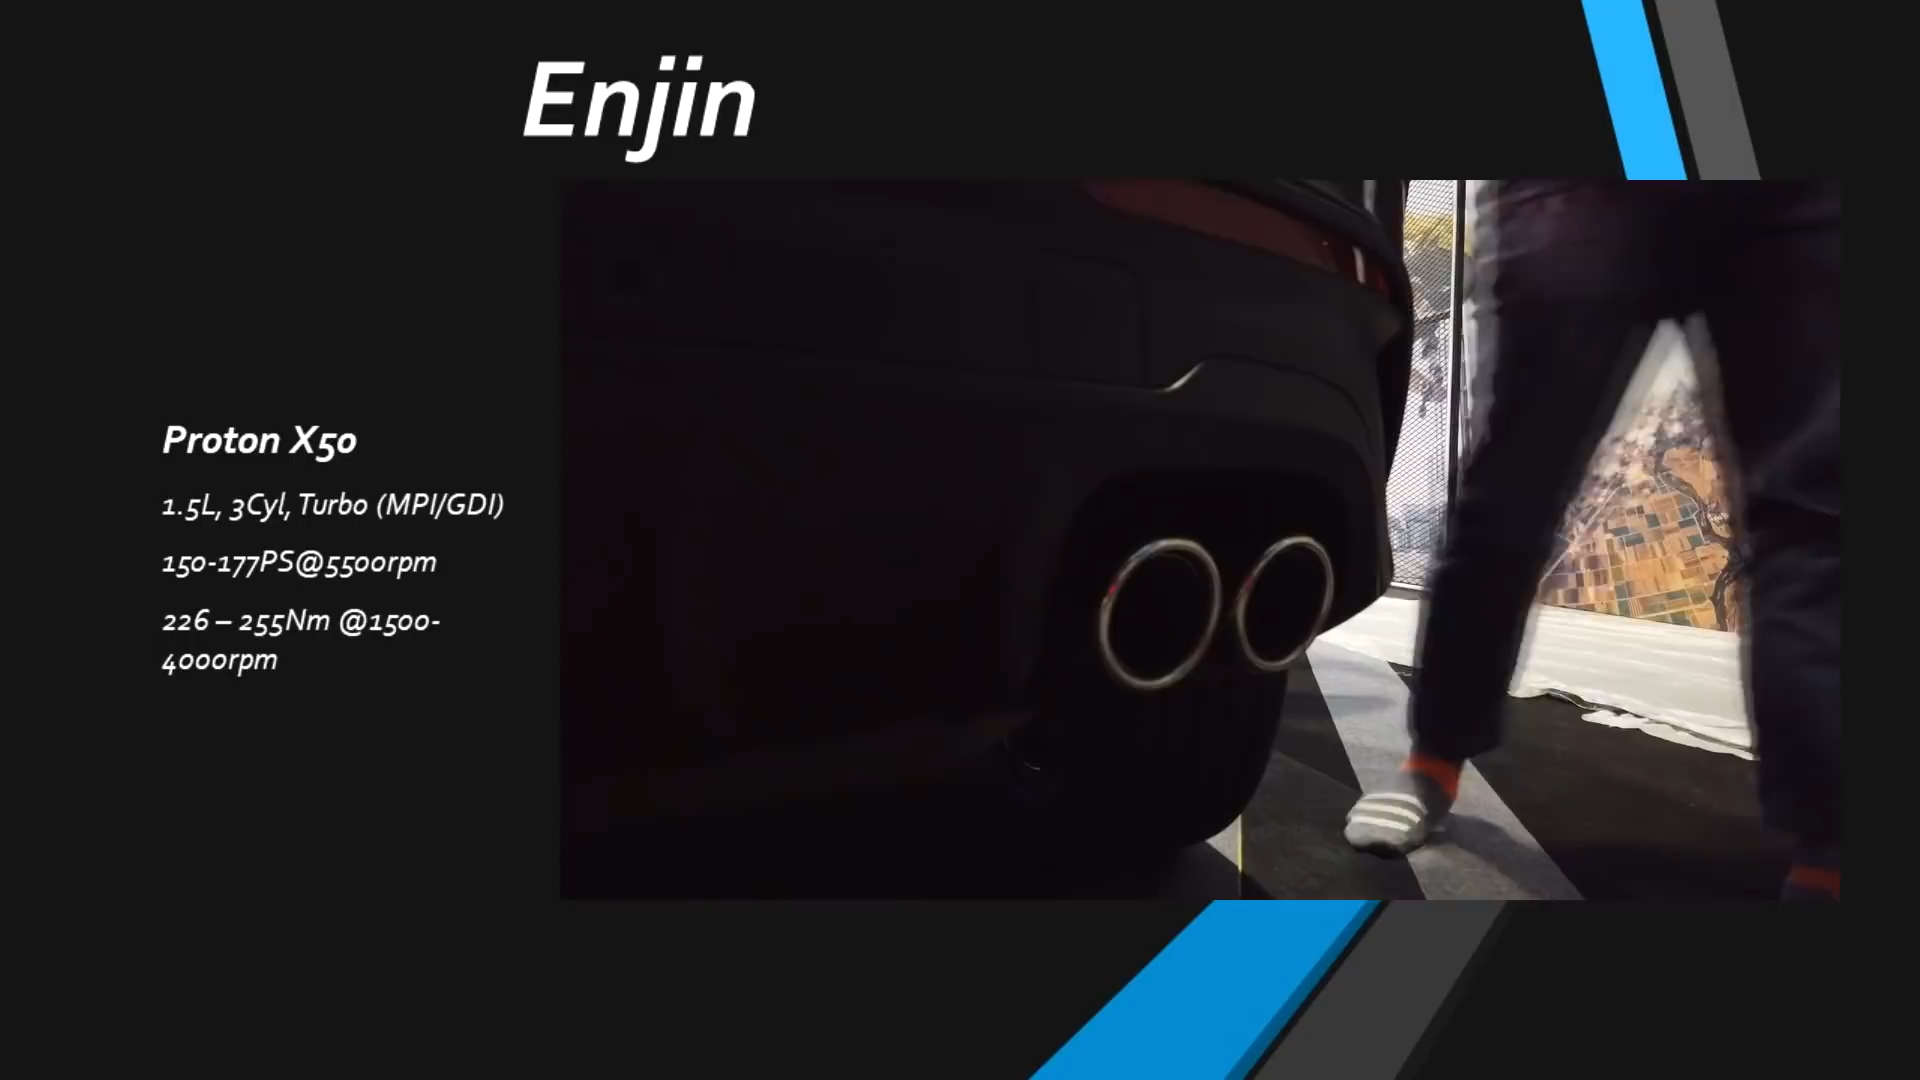 Enjin
Proton X50
1.5L, 3Cyl, Turbo (MPI/GDI)
150-177PS@5500rpm
226 – 255Nm @1500-
4000rpm